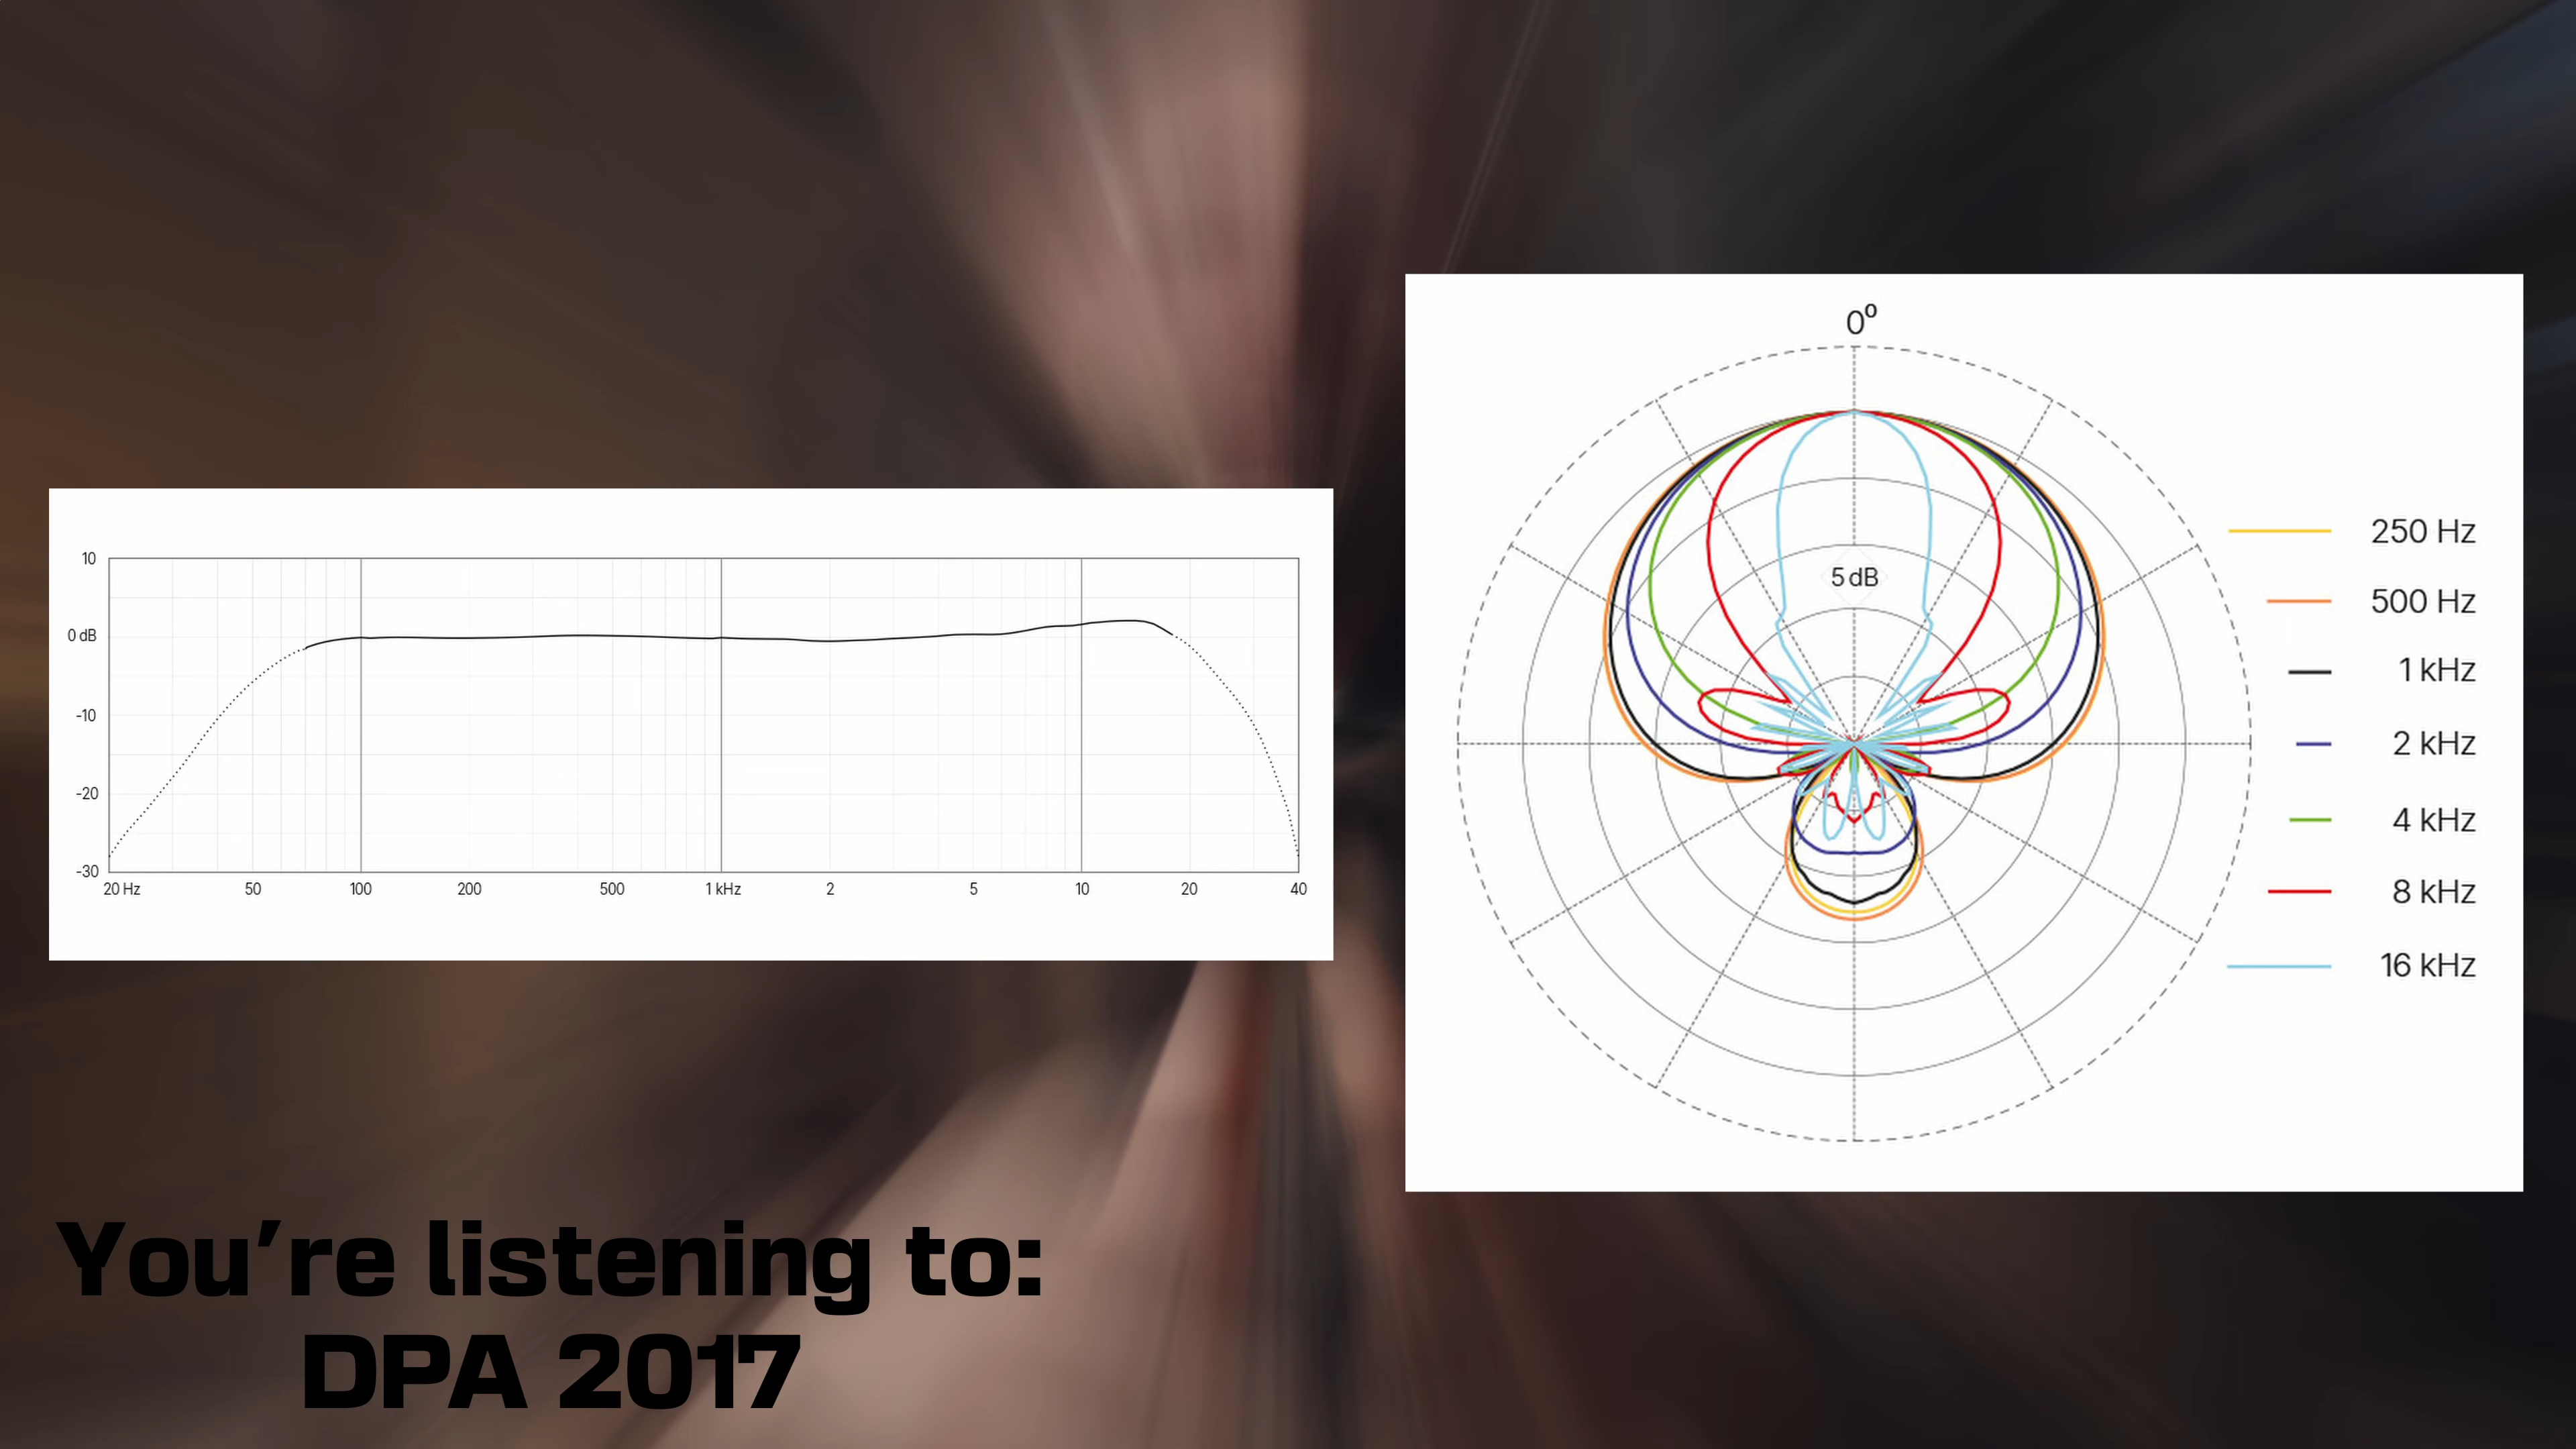 10
0 dB
-10
-20
-30
20 Hz 50 100 200 500 1 kHz 2 5 10 20 40
0º
5 dB
250 Hz
500 Hz
1 kHz
2 kHz
4 kHz
8 kHz
16 kHz
You’re listening to:
DPA 2017